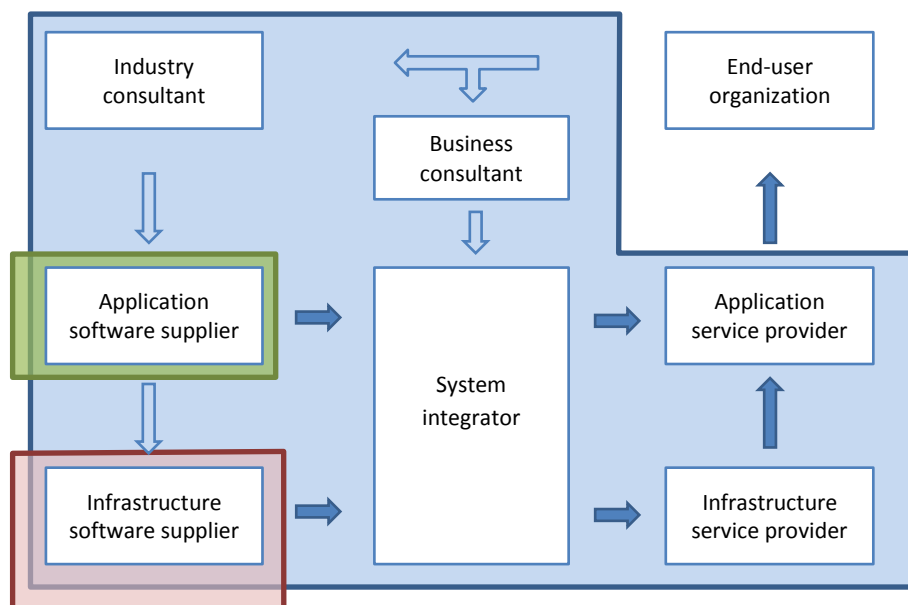 Industry
consultant
End-user
organization
Business
consultant
Application
software supplier
System
integrator
Application
service provider
Infrastructure
software supplier
Infrastructure
service provider